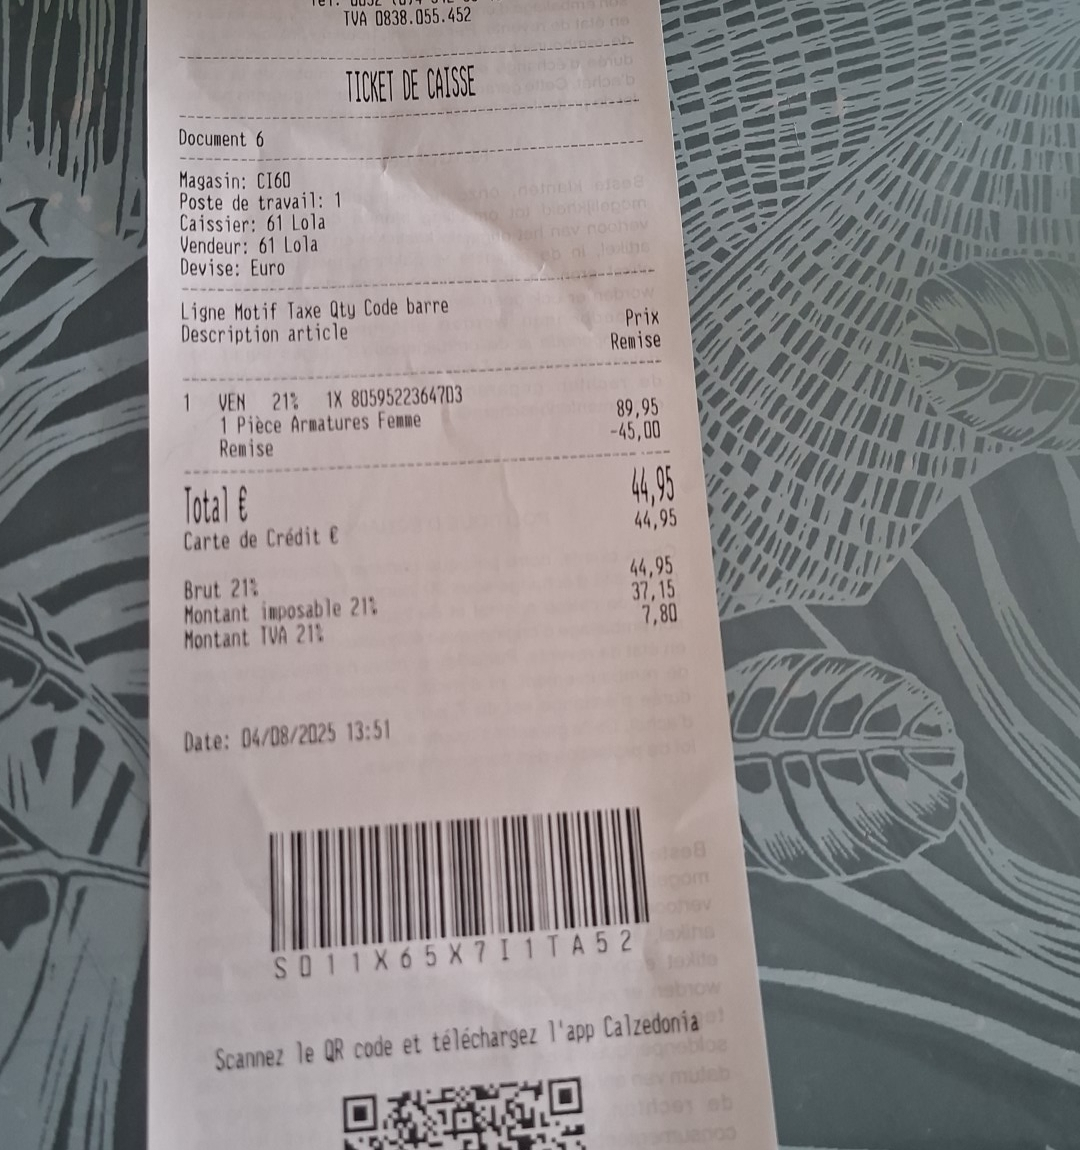 TVA 0838.055.452
TICKET DE CAISSE
Document 6
Magasin: CI60
Poste de travail: 1
Caissier: 61 Lola
Vendeur: 61 Lola
Devise: Euro
Ligne Motif Taxe Qty Code barre
Description article
Prix
Remise
1 VEN 21% 1X 8059522364703
1 Pièce Armatures Femme 89,95
Remise -45,00
Total € 44,95
Carte de Crédit € 44,95
Brut 21% 44,95
Montant imposable 21% 37,15
Montant TVA 21% 7,80
Date: 04/08/2025 13:51
S011X65X7I1TA52
Scannez le QR code et téléchargez l'app Calzedonia